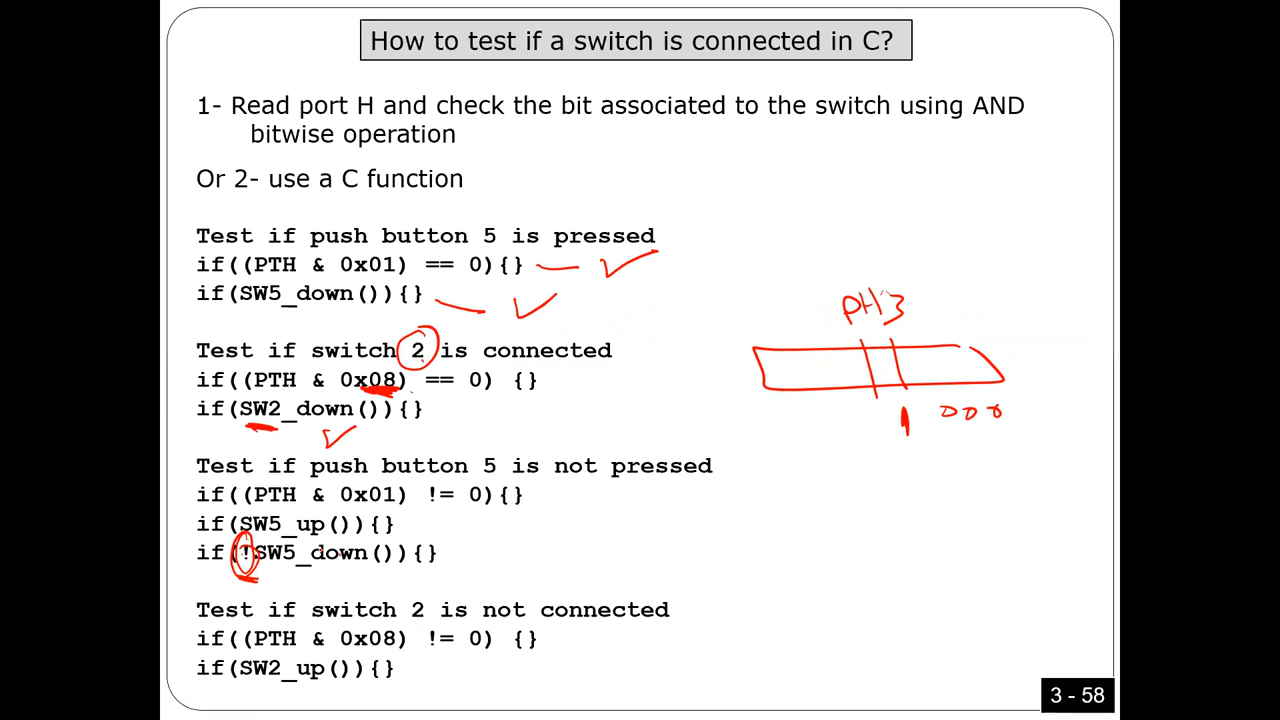 How to test if a switch is connected in C?
1- Read port H and check the bit associated to the switch using AND
bitwise operation
Or 2- use a C function
Test if push button 5 is pressed
if((PTH & 0x01) == 0){}
if(SW5_down()){}
PH3
Test if switch 2 is connected
if((PTH & 0x08) == 0) {}
if(SW2_down()){}
1 000
Test if push button 5 is not pressed
if((PTH & 0x01) != 0){}
if(SW5_up()){}
if(!SW5_down()){}
Test if switch 2 is not connected
if((PTH & 0x08) != 0) {}
if(SW2_up()){}
3 - 58